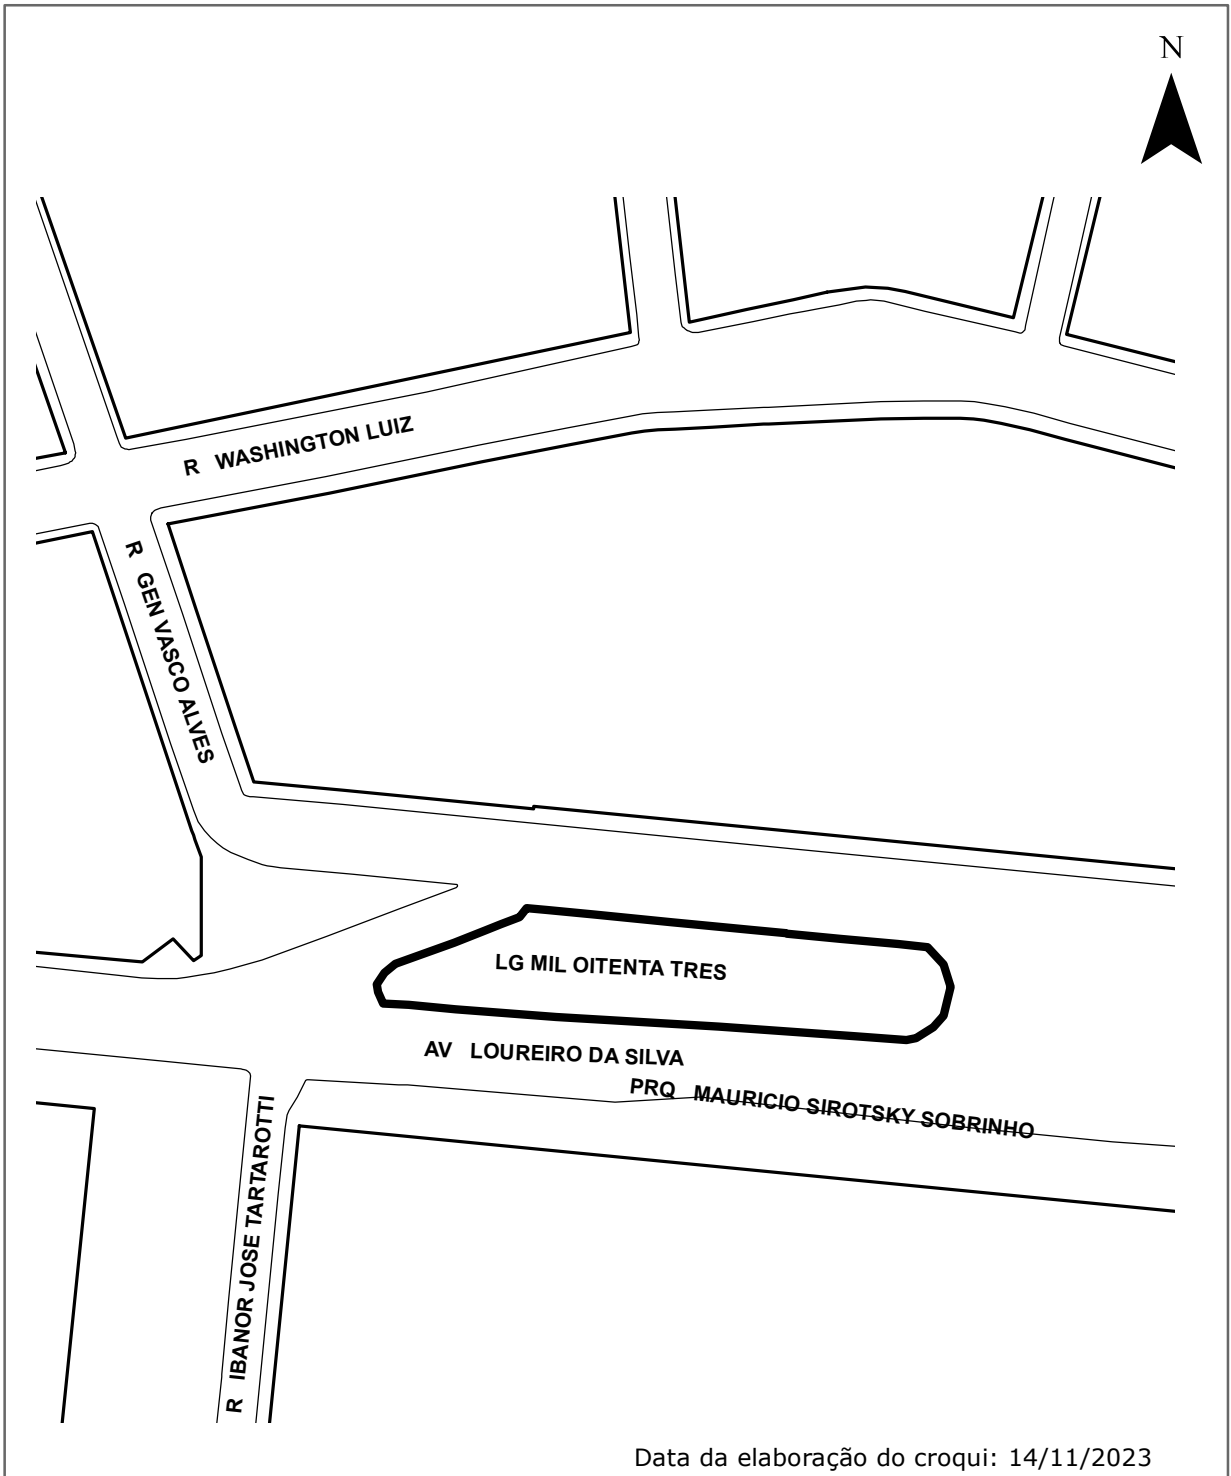 N
R WASHINGTON LUIZ
R GEN VASCO ALVES
LG MIL OITENTA TRES
AV LOUREIRO DA SILVA
PRQ MAURICIO SIROTSKY SOBRINHO
R IBANOR JOSE TARTAROTTI
Data da elaboração do croqui: 14/11/2023